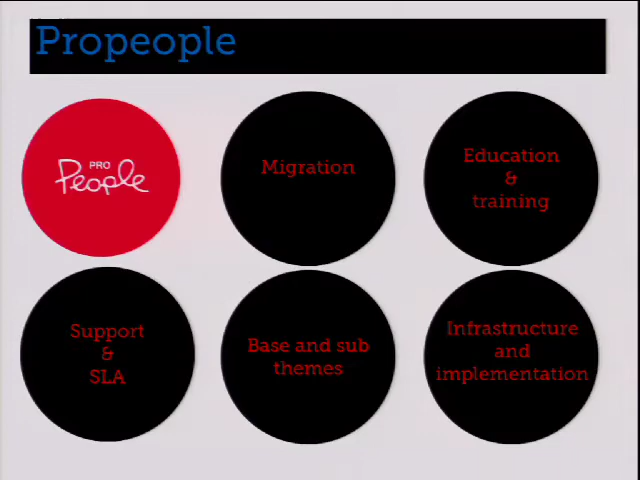 Propeople
PRO
People
Migration
Education
&
training
Support
&
SLA
Base and sub
themes
Infrastructure
and
implementation